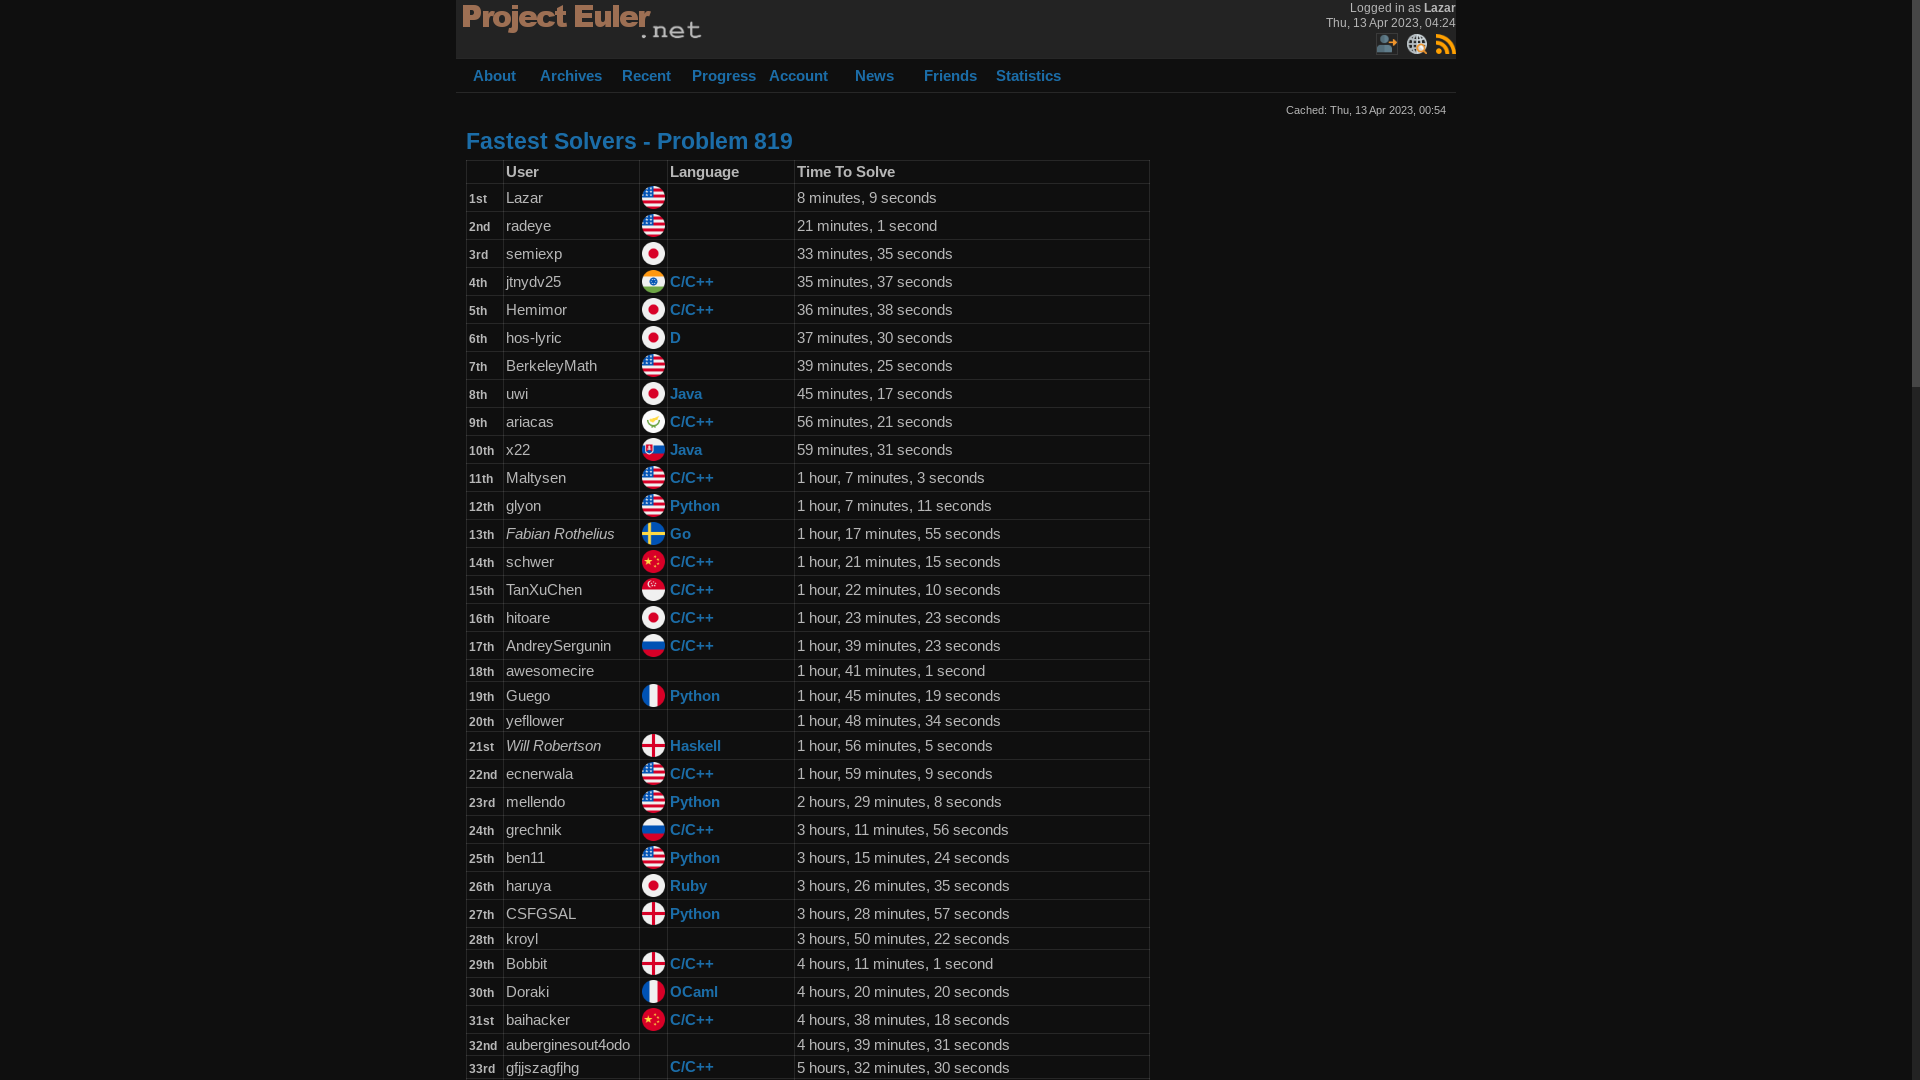 Project Euler.net
Logged in as Lazar
Thu, 13 Apr 2023, 04:24
About Archives Recent Progress Account News Friends Statistics
Cached: Thu, 13 Apr 2023, 00:54
Fastest Solvers - Problem 819
User Language Time To Solve
1st Lazar 8 minutes, 9 seconds
2nd radeye 21 minutes, 1 second
3rd semiexp 33 minutes, 35 seconds
4th jtnydv25 C/C++ 35 minutes, 37 seconds
5th Hemimor C/C++ 36 minutes, 38 seconds
6th hos-lyric D 37 minutes, 30 seconds
7th BerkeleyMath 39 minutes, 25 seconds
8th uwi Java 45 minutes, 17 seconds
9th ariacas C/C++ 56 minutes, 21 seconds
10th x22 Java 59 minutes, 31 seconds
11th Maltysen C/C++ 1 hour, 7 minutes, 3 seconds
12th glyon Python 1 hour, 7 minutes, 11 seconds
13th Fabian Rothelius Go 1 hour, 17 minutes, 55 seconds
14th schwer C/C++ 1 hour, 21 minutes, 15 seconds
15th TanXuChen C/C++ 1 hour, 22 minutes, 10 seconds
16th hitoare C/C++ 1 hour, 23 minutes, 23 seconds
17th AndreySergunin C/C++ 1 hour, 39 minutes, 23 seconds
18th awesomecire 1 hour, 41 minutes, 1 second
19th Guego Python 1 hour, 45 minutes, 19 seconds
20th yefllower 1 hour, 48 minutes, 34 seconds
21st Will Robertson Haskell 1 hour, 56 minutes, 5 seconds
22nd ecnerwala C/C++ 1 hour, 59 minutes, 9 seconds
23rd mellendo Python 2 hours, 29 minutes, 8 seconds
24th grechnik C/C++ 3 hours, 11 minutes, 56 seconds
25th ben11 Python 3 hours, 15 minutes, 24 seconds
26th haruya Ruby 3 hours, 26 minutes, 35 seconds
27th CSFGSAL Python 3 hours, 28 minutes, 57 seconds
28th kroyl 3 hours, 50 minutes, 22 seconds
29th Bobbit C/C++ 4 hours, 11 minutes, 1 second
30th Doraki OCaml 4 hours, 20 minutes, 20 seconds
31st baihacker C/C++ 4 hours, 38 minutes, 18 seconds
32nd auberginesout4odo 4 hours, 39 minutes, 31 seconds
33rd gfjjszagfjhg C/C++ 5 hours, 32 minutes, 30 seconds